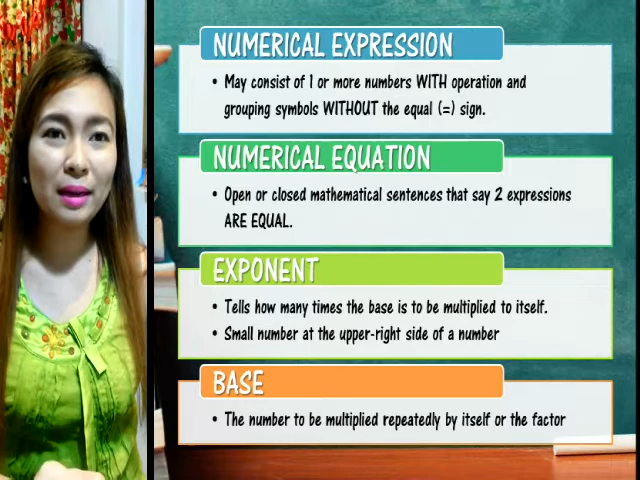 NUMERICAL EXPRESSION
• May consist of 1 or more numbers WITH operation and
grouping symbols WITHOUT the equal (=) sign.
NUMERICAL EQUATION
• Open or closed mathematical sentences that say 2 expressions
ARE EQUAL.
EXPONENT
• Tells how many times the base is to be multiplied to itself.
• Small number at the upper-right side of a number
BASE
• The number to be multiplied repeatedly by itself or the factor